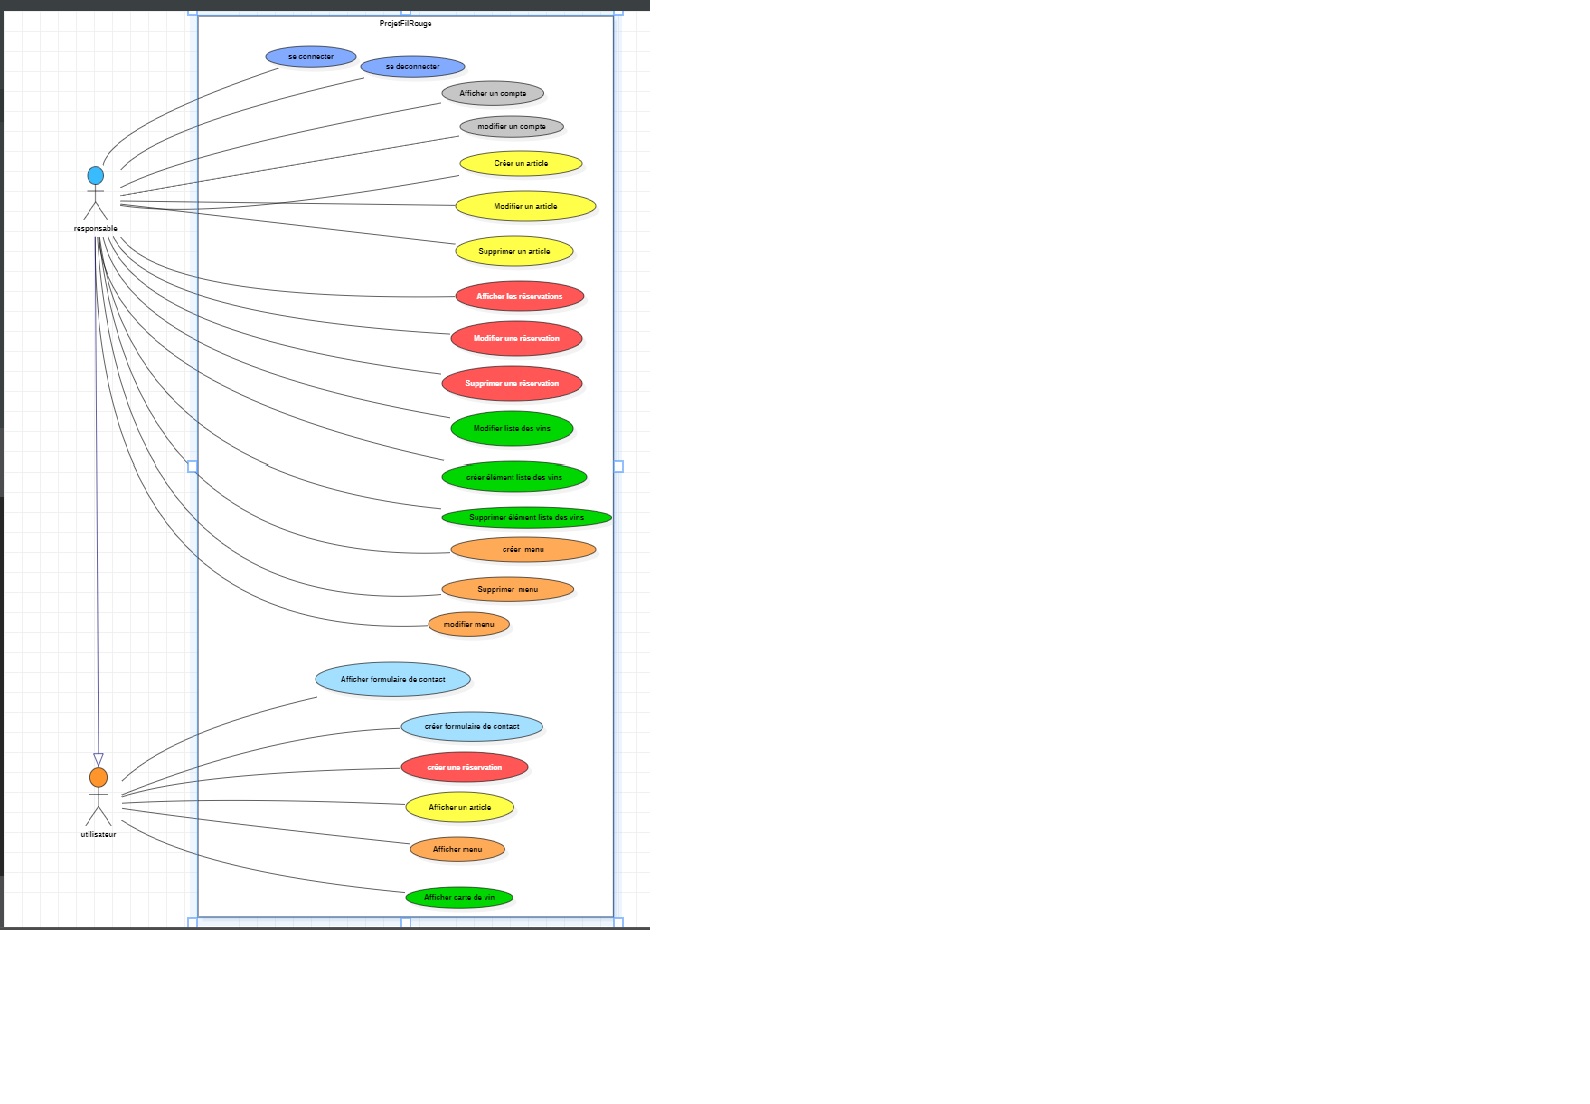 ProjetFilRouge
se connecter
se deconnecter
Afficher un compte
modifier un compte
Créer un article
Modifier un article
Supprimer un article
responsable
Afficher les réservations
Modifier une réservation
Supprimer une réservation
Modifier liste des vins
créer élément liste des vins
Supprimer élément liste des vins
créer menu
Supprimer menu
modifier menu
Afficher formulaire de contact
créer formulaire de contact
créer une réservation
Afficher un article
utilisateur
Afficher menu
Afficher carte de vin